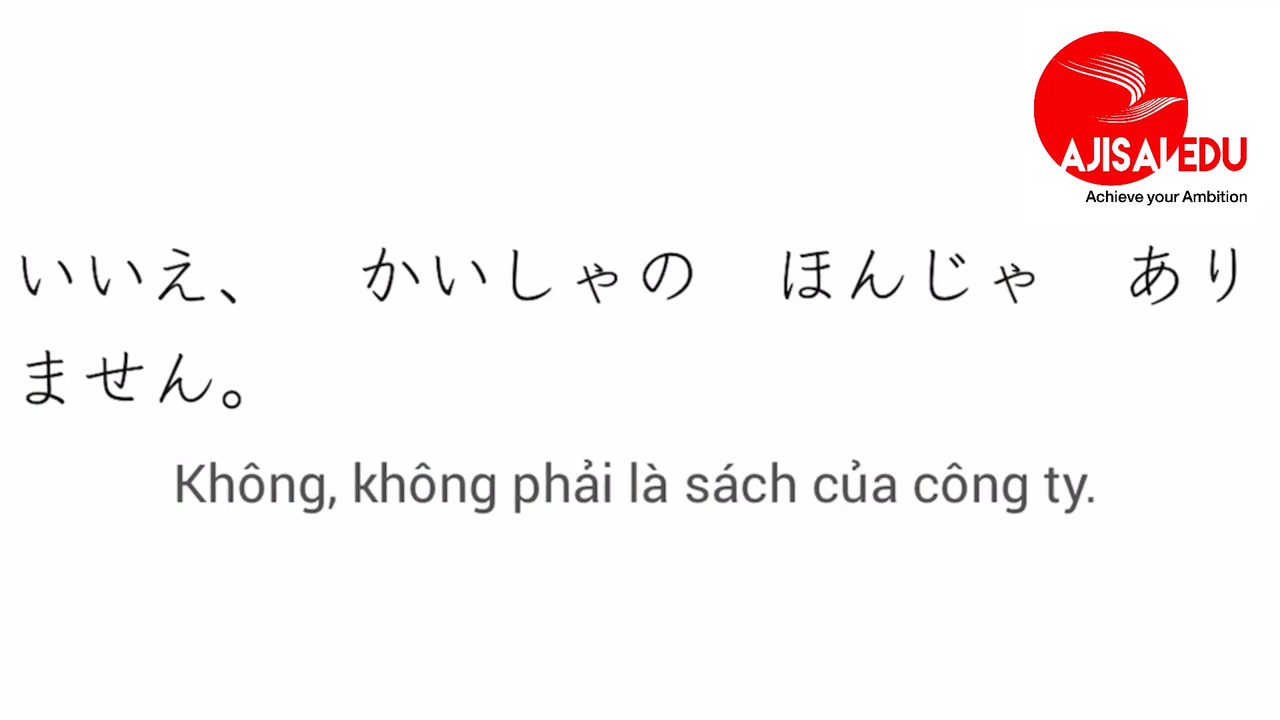 AJISAI EDU
Achieve your Ambition
いいえ、　かいしゃの　ほんじゃ　あり
ません。
Không, không phải là sách của công ty.